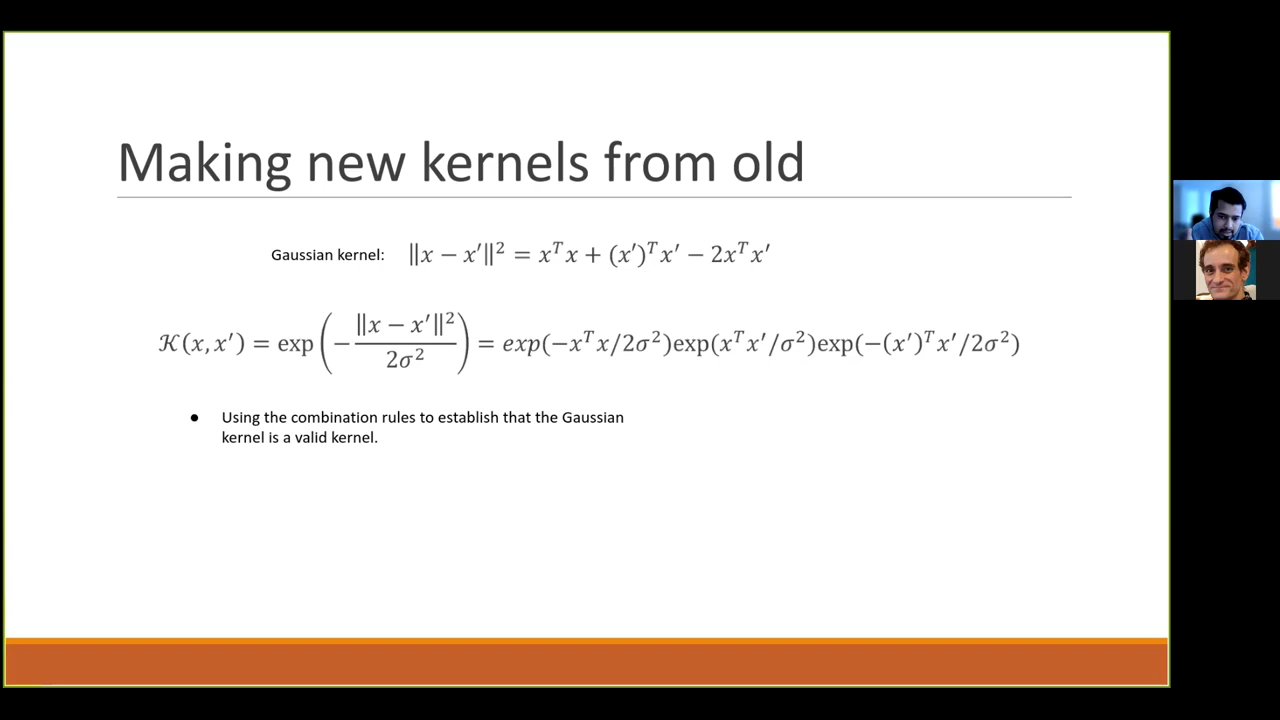 Making new kernels from old
Gaussian kernel: ‖x − x′‖² = xᵀx + (x′)ᵀx′ − 2xᵀx′
𝒦(x, x′) = exp(−‖x − x′‖²/2σ²) = exp(−xᵀx/2σ²)exp(xᵀx′/σ²)exp(−(x′)ᵀx′/2σ²)
● Using the combination rules to establish that the Gaussian
kernel is a valid kernel.